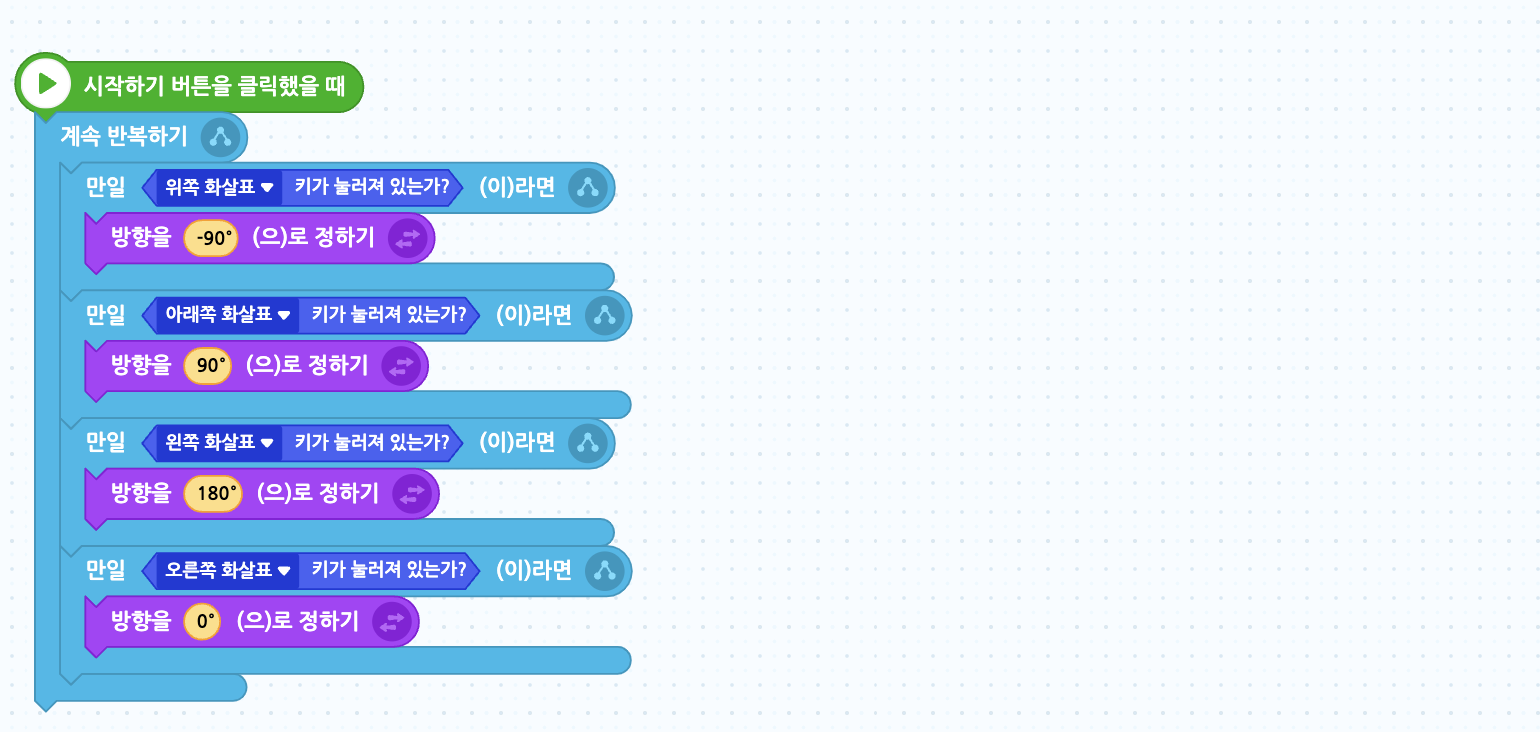 시작하기 버튼을 클릭했을 때
계속 반복하기
만일 위쪽 화살표 키가 눌러져 있는가? (이)라면
방향을 -90° (으)로 정하기
만일 아래쪽 화살표 키가 눌러져 있는가? (이)라면
방향을 90° (으)로 정하기
만일 왼쪽 화살표 키가 눌러져 있는가? (이)라면
방향을 180° (으)로 정하기
만일 오른쪽 화살표 키가 눌러져 있는가? (이)라면
방향을 0° (으)로 정하기